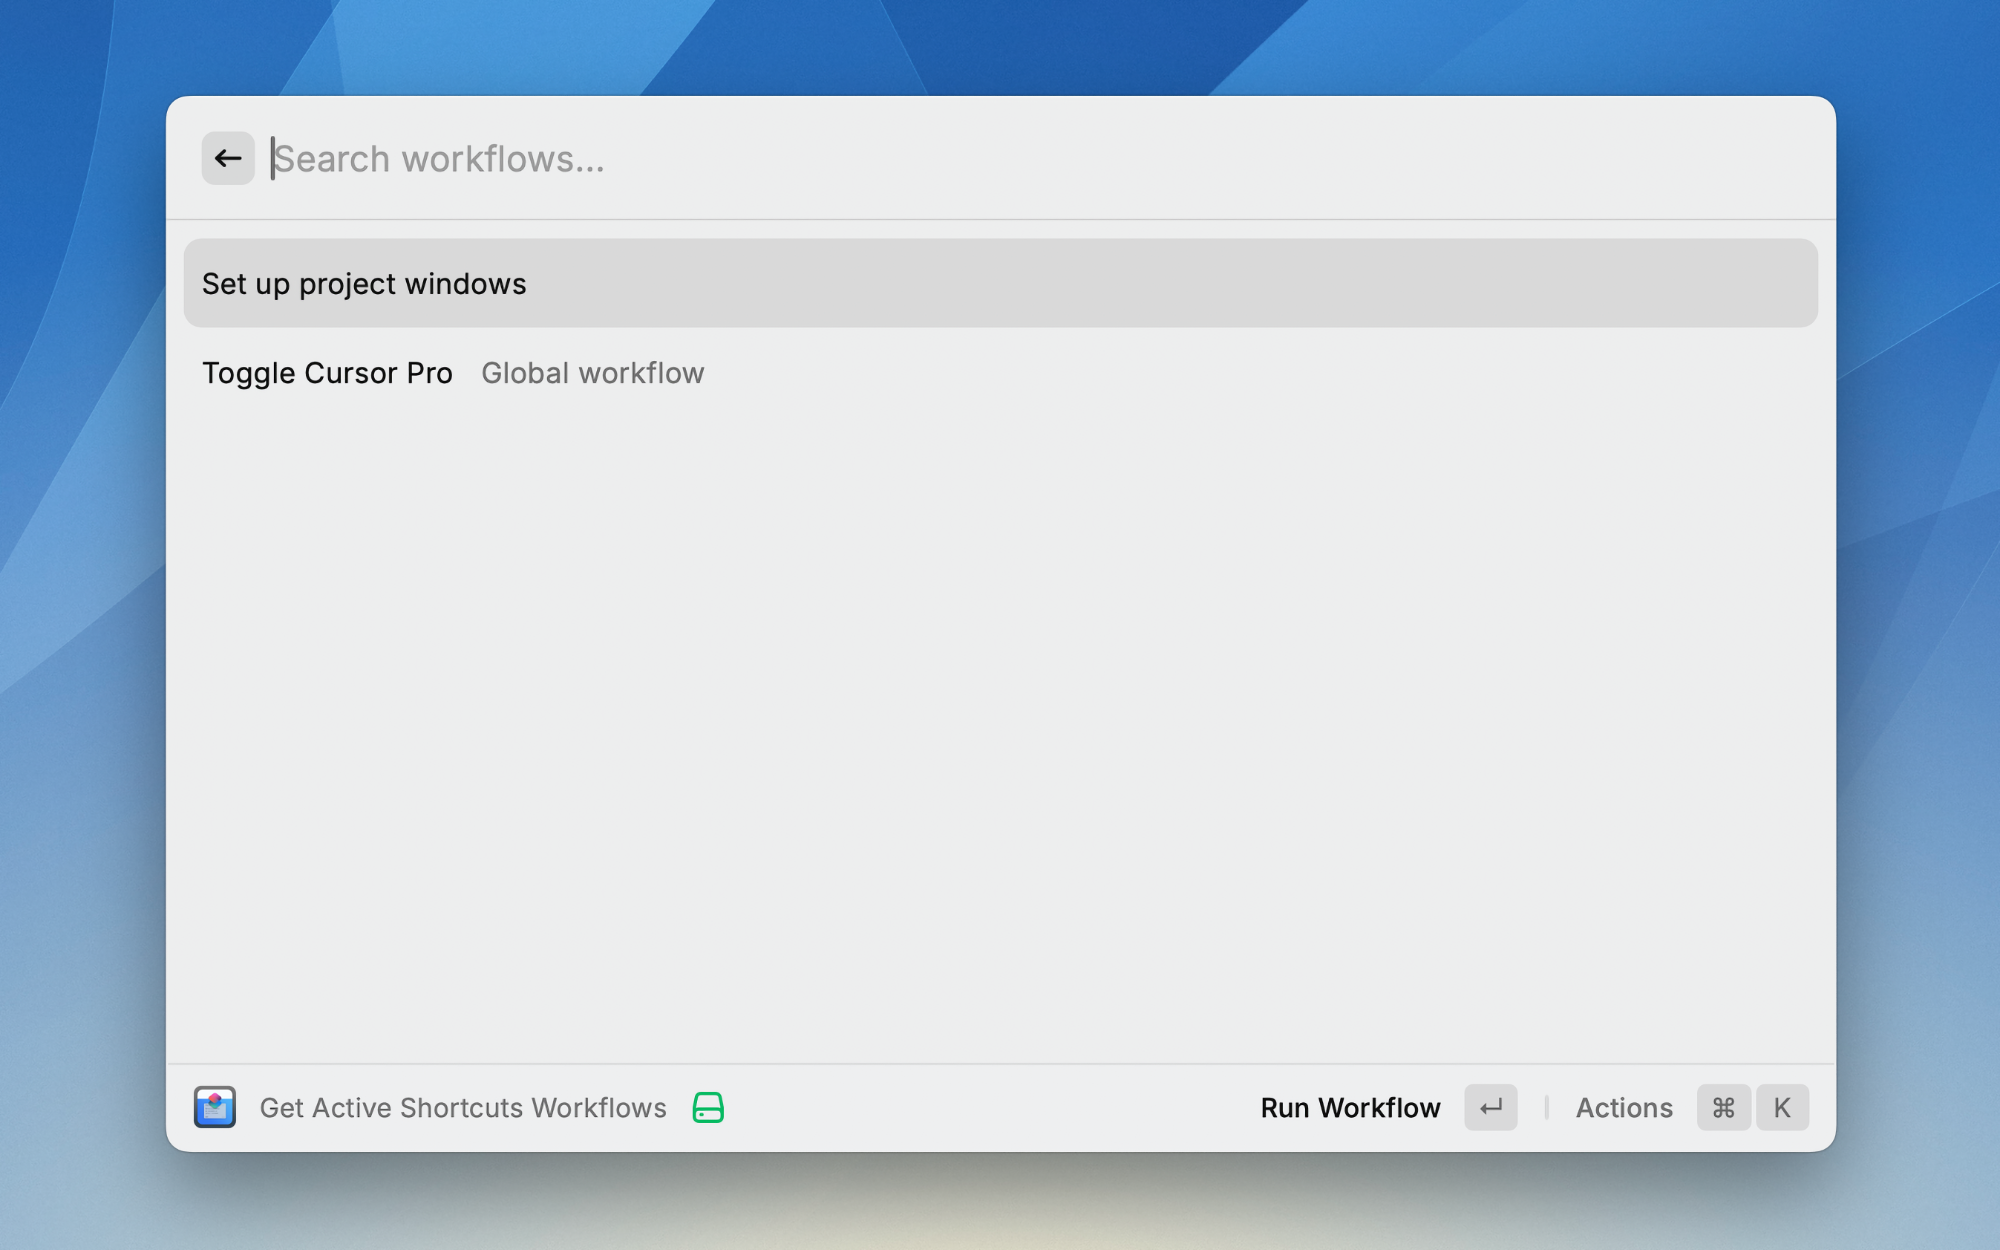 Search workflows...
Set up project windows
Toggle Cursor Pro Global workflow
Get Active Shortcuts Workflows Run Workflow Actions ⌘ K